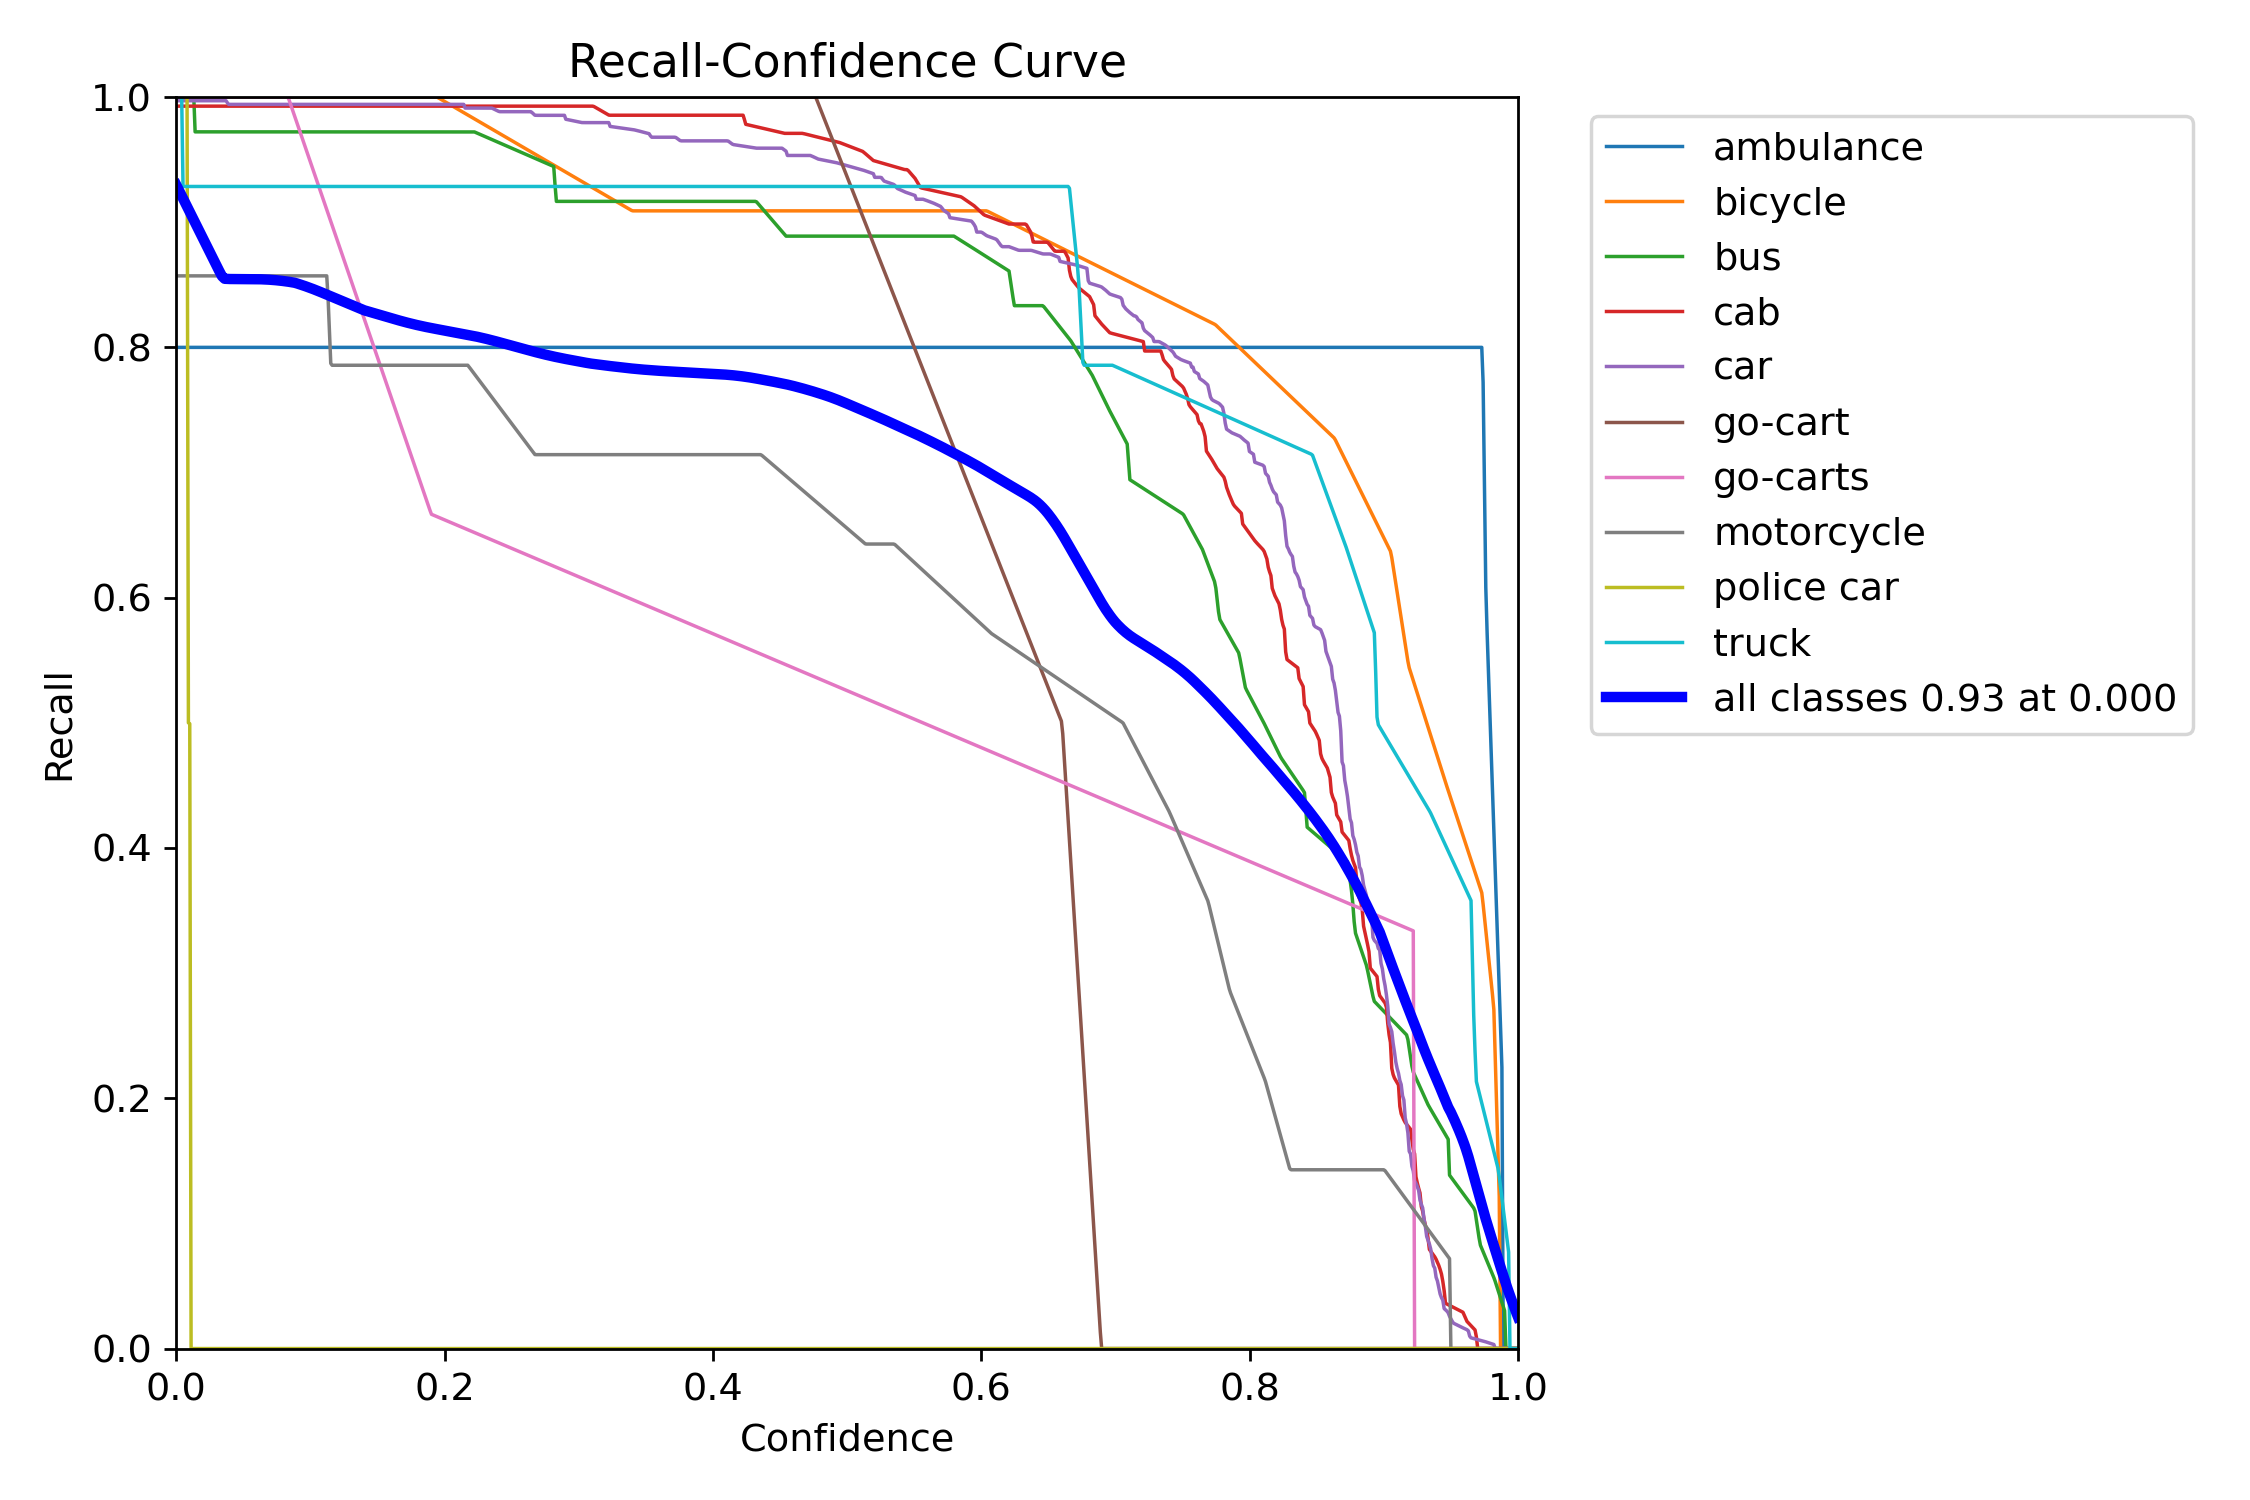 Recall-Confidence Curve
1.0
0.8
0.6
0.4
0.2
0.0
Recall
0.0 0.2 0.4 0.6 0.8 1.0
Confidence
ambulance
bicycle
bus
cab
car
go-cart
go-carts
motorcycle
police car
truck
all classes 0.93 at 0.000